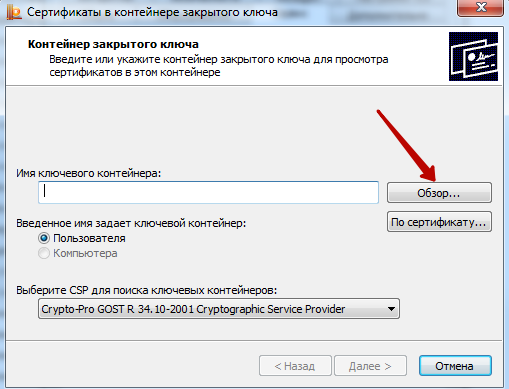 Сертификаты в контейнере закрытого ключа
Контейнер закрытого ключа
Введите или укажите контейнер закрытого ключа для просмотра
сертификатов в этом контейнере
Имя ключевого контейнера:
Обзор...
Введенное имя задает ключевой контейнер:
По сертификату...
Пользователя
Компьютера
Выберите CSP для поиска ключевых контейнеров:
Crypto-Pro GOST R 34.10-2001 Cryptographic Service Provider
< Назад
Далее >
Отмена